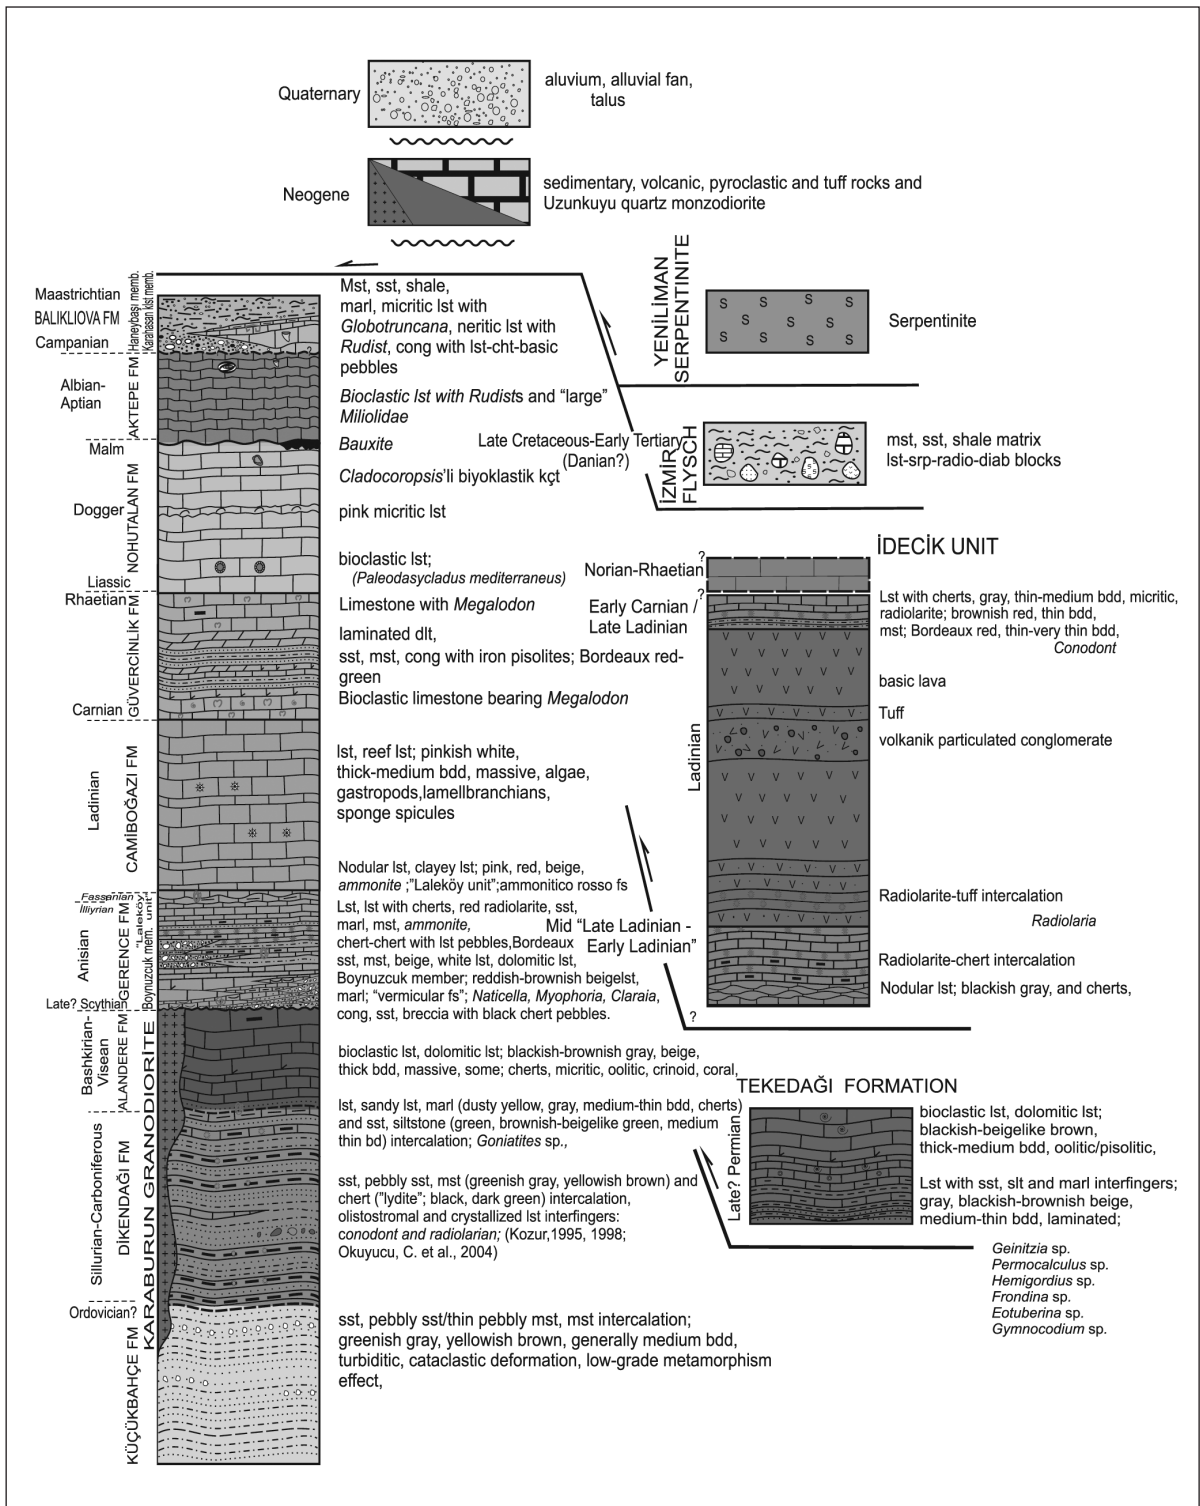 Quaternary
aluvium, alluvial fan,
talus
Neogene
sedimentary, volcanic, pyroclastic and tuff rocks and
Uzunkuyu quartz monzodiorite
Maastrichtian
BALIKLIOVA FM
Campanian
Haneybaşı memb.
Karahasan klst memb.
Mst, sst, shale,
marl, micritic lst with
Globotruncana, neritic lst with
Rudist, cong with lst-cht-basic
pebbles
?
Albian-
Aptian
AKTEPE FM
Bioclastic lst with Rudists and “large”
Miliolidae
Malm
Bauxite
NOHUTALAN FM
Cladocoropsis’li biyoklastik kçt
Dogger
pink micritic lst
bioclastic lst;
(Paleodasycladus mediterraneus)
Liassic
Rhaetian
GÜVERCİNLİK FM
Limestone with Megalodon
laminated dlt,
sst, mst, cong with iron pisolites; Bordeaux red-
green
Bioclastic limestone bearing Megalodon
Carnian
Ladinian
CAMİBOĞAZI FM
lst, reef lst; pinkish white,
thick-medium bdd, massive, algae,
gastropods,lamellbranchians,
sponge spicules
Nodular lst, clayey lst; pink, red, beige,
ammonite ;"Laleköy unit";ammonitico rosso fs
Fassanian
İlliyrian
Anisian
Late? Scythian
GERENCE FM
"Laleköy unit"
Boynuzcuk mem.
Lst, lst with cherts, red radiolarite, sst,
marl, mst, ammonite,
chert-chert with lst pebbles,Bordeaux
sst, mst, beige, white lst, dolomitic lst,
Boynuzcuk member; reddish-brownish beigelst,
marl; “vermicular fs”; Naticella, Myophoria, Claraia,
cong, sst, breccia with black chert pebbles.
Bashkirian-
Visean
ALANDERE FM
KARABURUN GRANODIORITE
bioclastic lst, dolomitic lst; blackish-brownish gray, beige,
thick bdd, massive, some; cherts, micritic, oolitic, crinoid, coral,
Sillurian-Carboniferous
DİKENDAĞI FM
lst, sandy lst, marl (dusty yellow, gray, medium-thin bdd, cherts)
and sst, siltstone (green, brownish-beigelike green, medium
thin bd) intercalation; Goniatites sp.,
sst, pebbly sst, mst (greenish gray, yellowish brown) and
chert ("lydite"; black, dark green) intercalation,
olistostromal and crystallized lst interfingers:
conodont and radiolarian; (Kozur,1995, 1998;
Okuyucu, C. et al., 2004)
Ordovician?
KÜÇÜKBAHÇE FM
sst, pebbly sst/thin pebbly mst, mst intercalation;
greenish gray, yellowish brown, generally medium bdd,
turbiditic, cataclastic deformation, low-grade metamorphism
effect,
YENİLİMAN
SERPENTINITE
S S S
S S S
S S S
Serpentinite
Late Cretaceous-Early Tertiary
(Danian?)
İZMİR
FLYSCH
mst, sst, shale matrix
lst-srp-radio-diab blocks
İDECİK UNIT
?
Norian-Rhaetian
?
Early Carnian /
Late Ladinian
Lst with cherts, gray, thin-medium bdd, micritic,
radiolarite; brownish red, thin bdd,
mst; Bordeaux red, thin-very thin bdd,
Conodont
basic lava
Tuff
volkanik particulated conglomerate
Ladinian
Radiolarite-tuff intercalation
Radiolaria
Radiolarite-chert intercalation
Nodular lst; blackish gray, and cherts,
Mid “Late Ladinian -
Early Ladinian”
?
TEKEDAĞI FORMATION
Late? Permian
bioclastic lst, dolomitic lst;
blackish-beigelike brown,
thick-medium bdd, oolitic/pisolitic,
Lst with sst, slt and marl interfingers;
gray, blackish-brownish beige,
medium-thin bdd, laminated;
Geinitzia sp.
Permocalculus sp.
Hemigordius sp.
Frondina sp.
Eotuberina sp.
Gymnocodium sp.